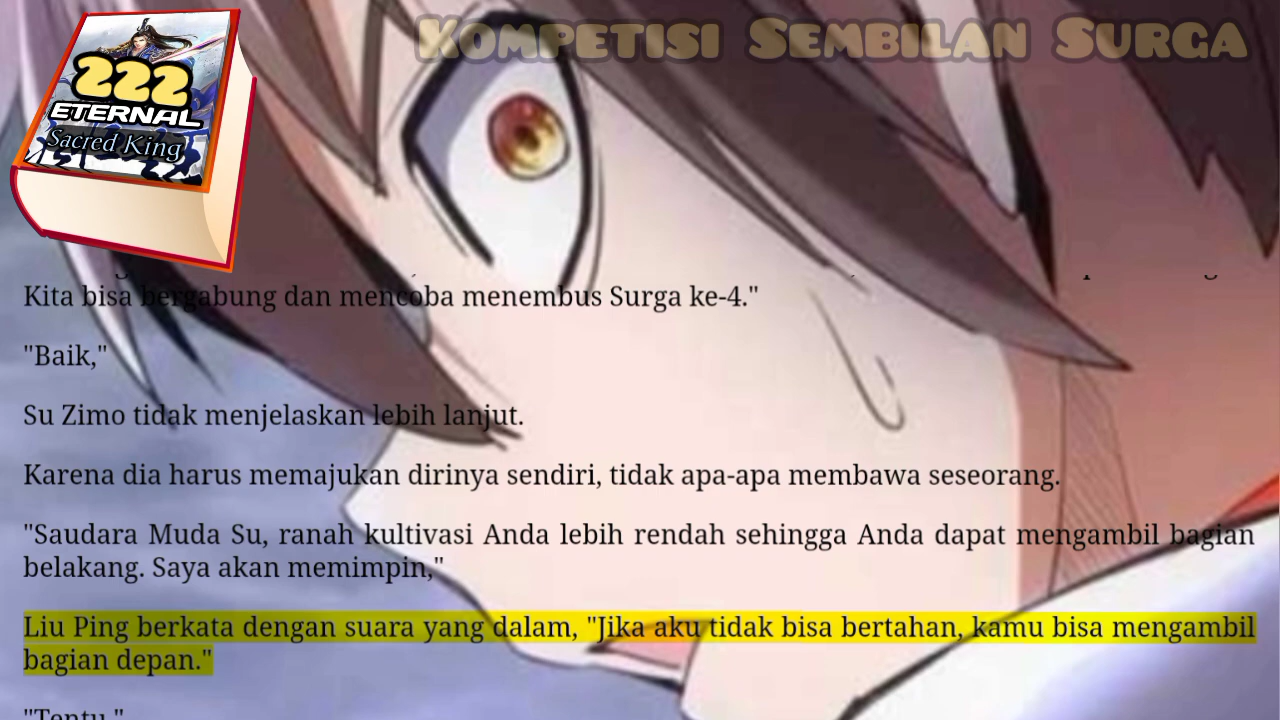 Kompetisi Sembilan Surga
222
ETERNAL
Sacred King
Kita bisa bergabung dan mencoba menembus Surga ke-4."
"Baik,"
Su Zimo tidak menjelaskan lebih lanjut.
Karena dia harus memajukan dirinya sendiri, tidak apa-apa membawa seseorang.
"Saudara Muda Su, ranah kultivasi Anda lebih rendah sehingga Anda dapat mengambil bagian
belakang. Saya akan memimpin,"
Liu Ping berkata dengan suara yang dalam, "Jika aku tidak bisa bertahan, kamu bisa mengambil
bagian depan."
"Tentu."